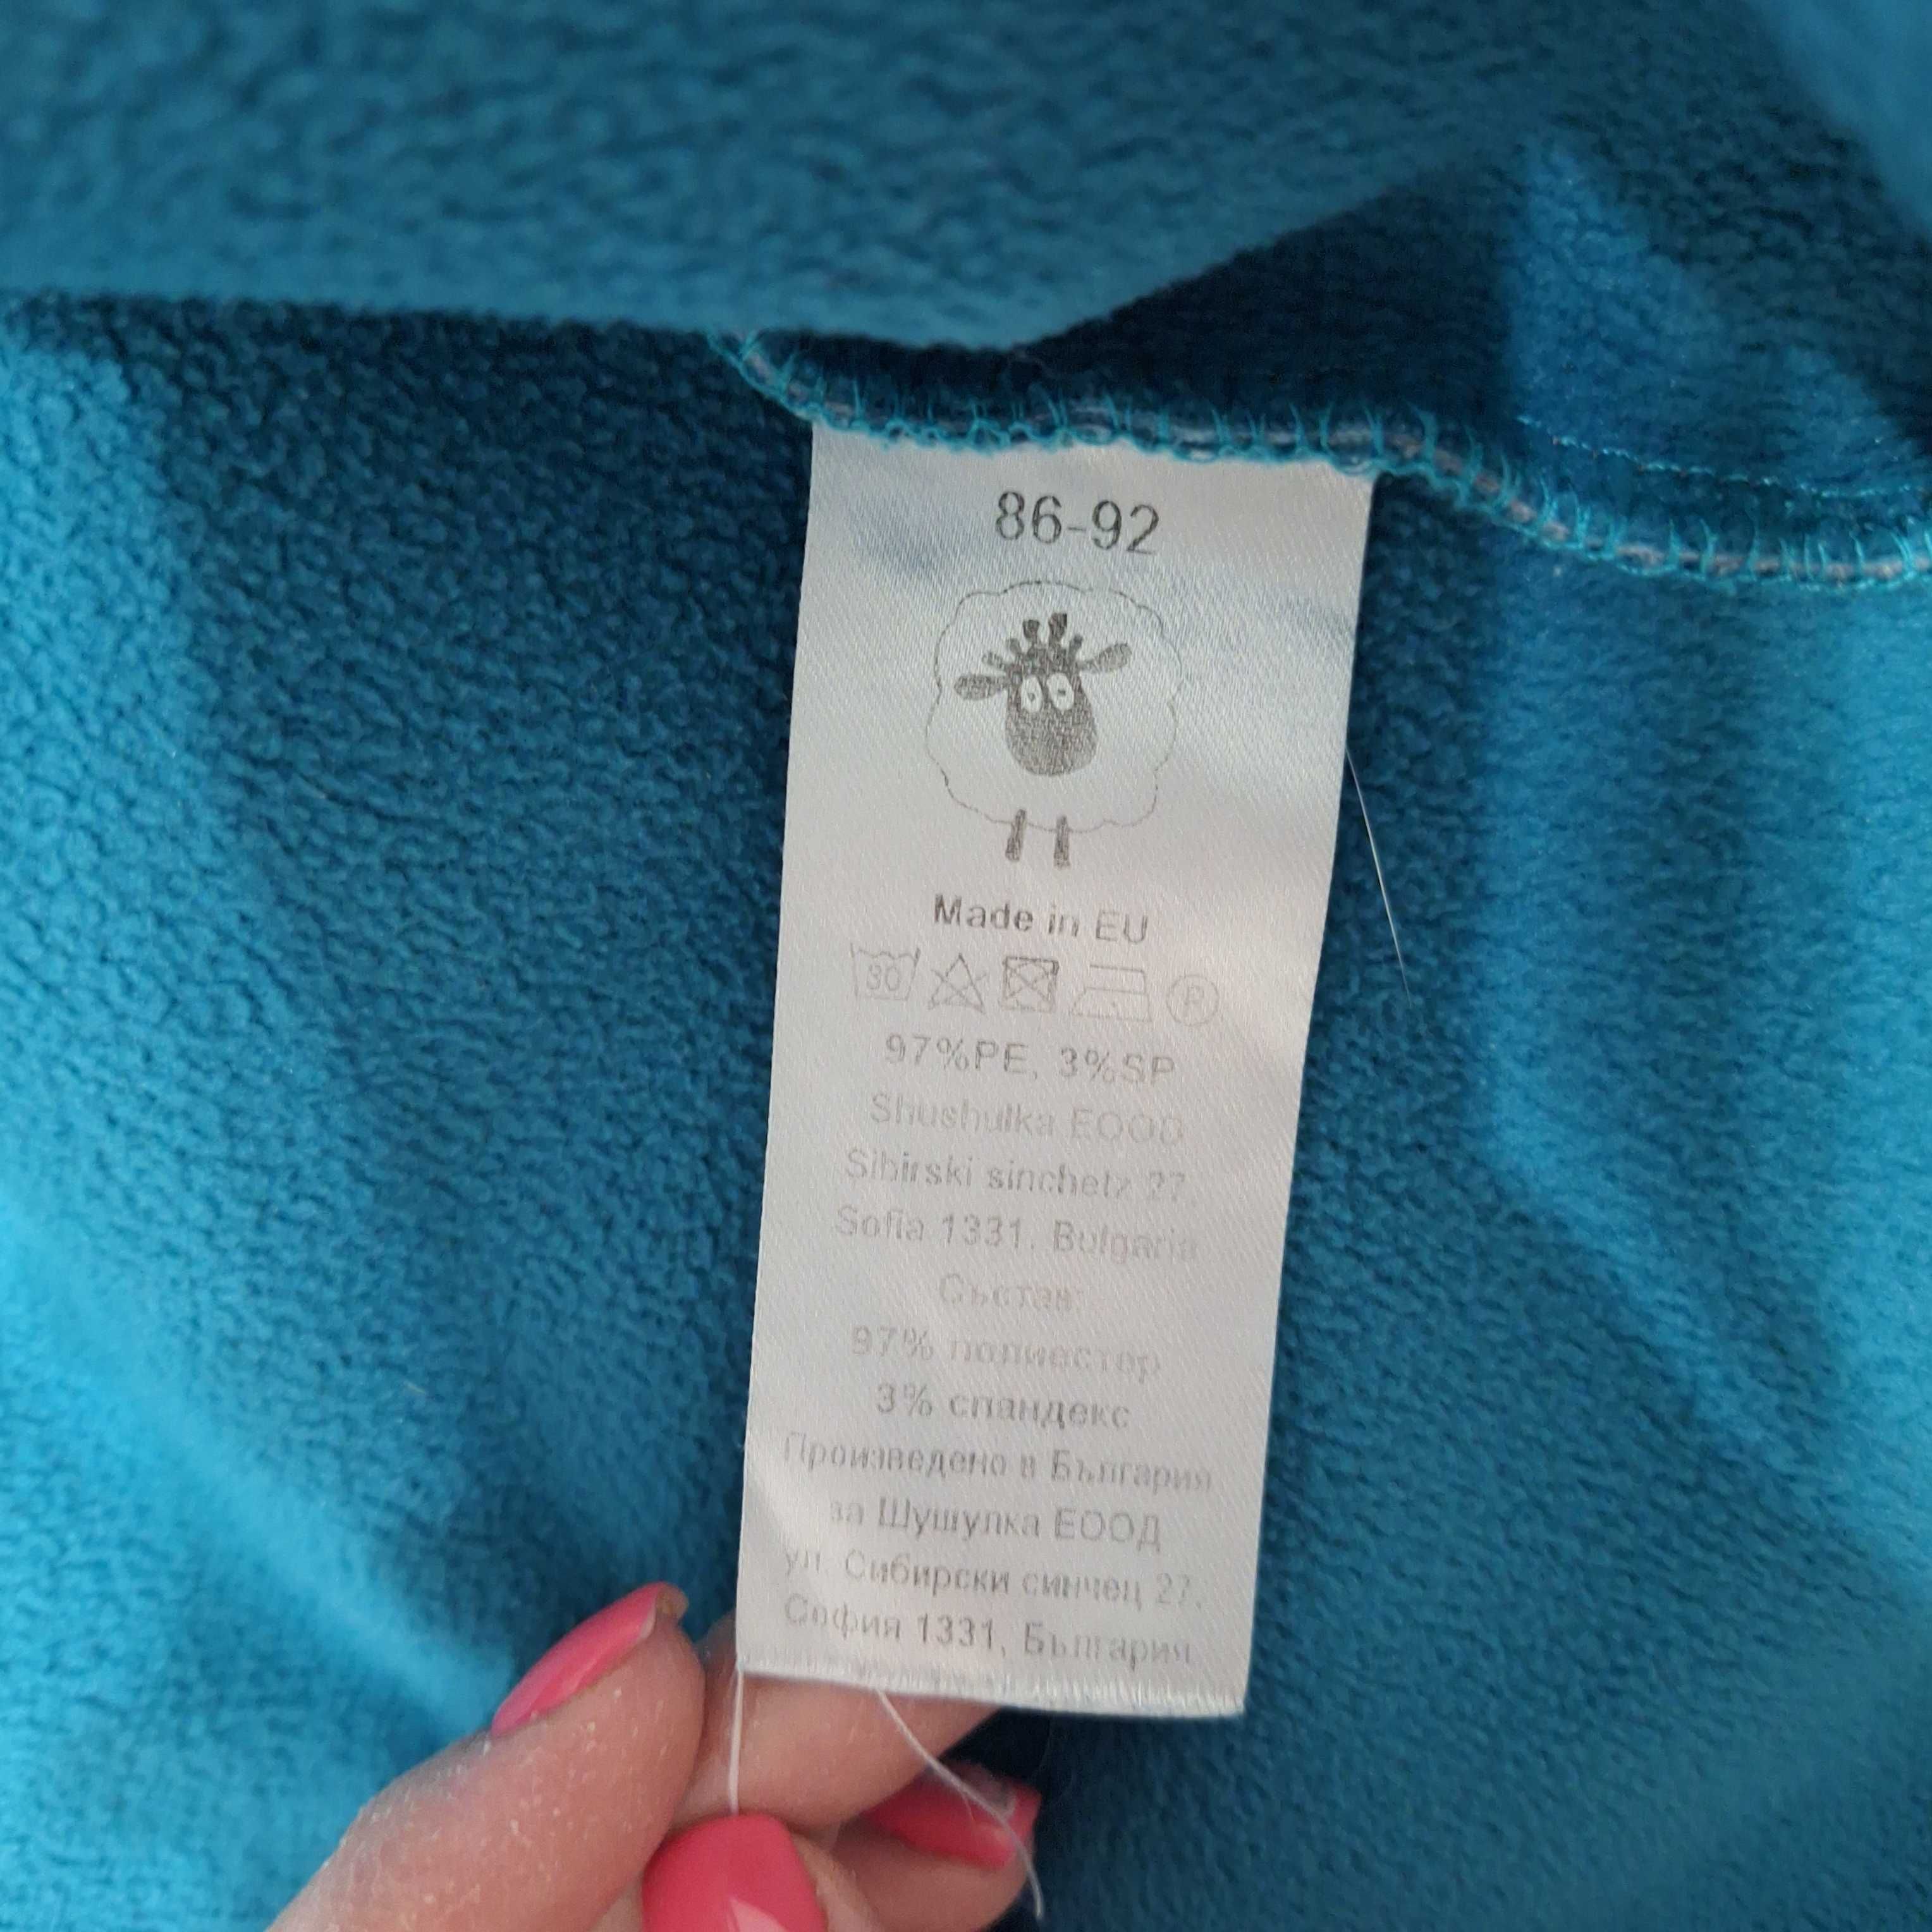 86-92
Made in EU
30 P
97%PE, 3%SP
Shushulka EOOD
Sibirski sinchetz 27,
Sofia 1331, Bulgaria
Състав:
97% полиестер
3% спандекс
Произведено в България
за Шушулка ЕООД
ул. Сибирски синчец 27,
София 1331, България